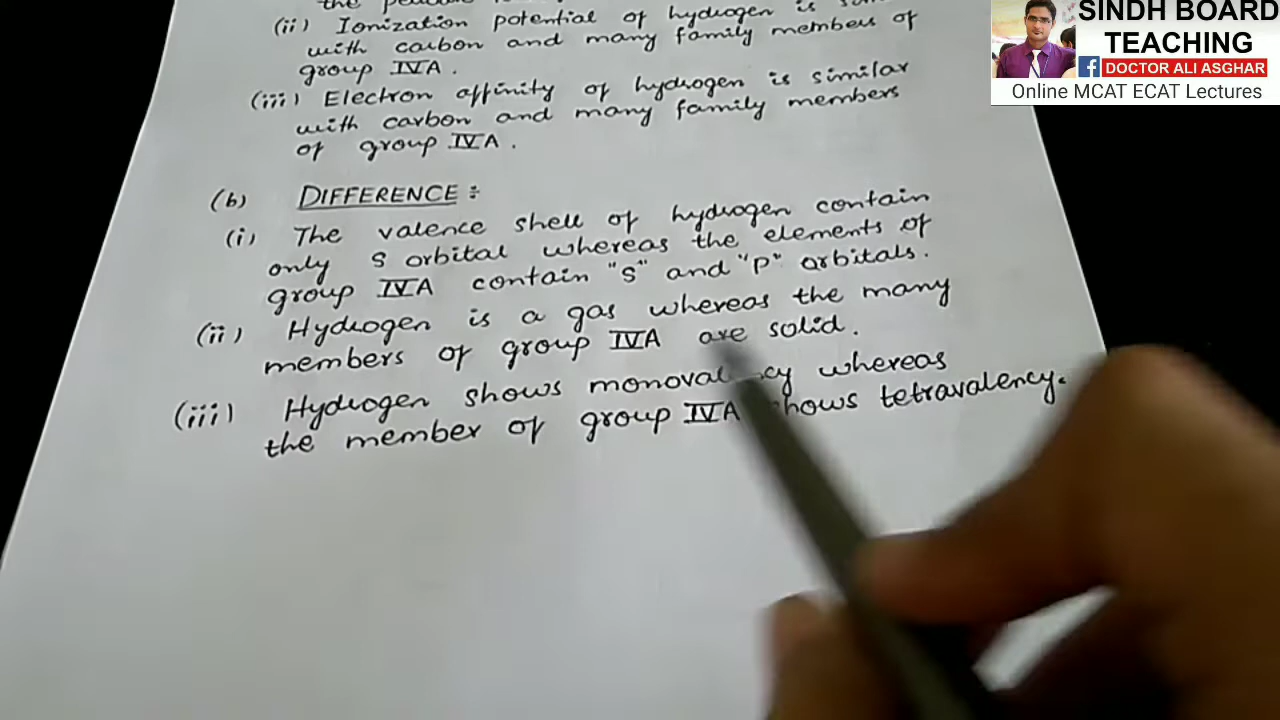 (ii) Ionization potential of hydrogen is
with carbon and many family members of
group IVA.
(iii) Electron affinity of hydrogen is similar
with carbon and many family members
of group IVA.
(b) DIFFERENCE :
(i) The valence shell of hydrogen contain
only S orbital whereas the elements of
group IVA contain "S" and "P" orbitals.
(ii) Hydrogen is a gas whereas the many
members of group IVA are solid.
(iii) Hydrogen shows whereas
the member of group IVA shows tetravalency.
SINDH BOARD
TEACHING
DOCTOR ALI ASGHAR
Online MCAT ECAT Lectures